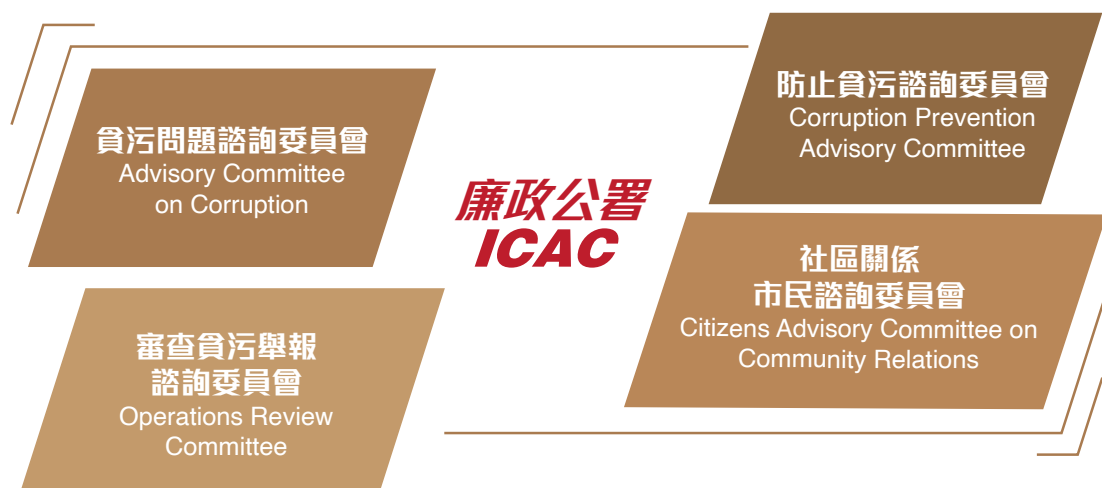 貪污問題諮詢委員會
Advisory Committee
on Corruption
防止貪污諮詢委員會
Corruption Prevention
Advisory Committee
廉政公署
ICAC
審查貪污舉報
諮詢委員會
Operations Review
Committee
社區關係
市民諮詢委員會
Citizens Advisory Committee on
Community Relations